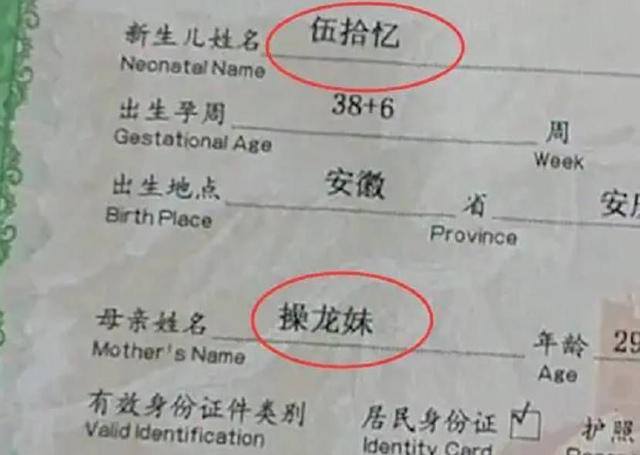 新生儿姓名 伍拾忆
Neonatal Name
出生孕周 38+6 周
Gestational Age Week
出生地点 安徽 省
Birth Place Province
母亲姓名 操龙妹 年龄 29
Mother's Name Age
有效身份证件类别 居民身份证 ☑ 护照
Valid Identification Identity Card